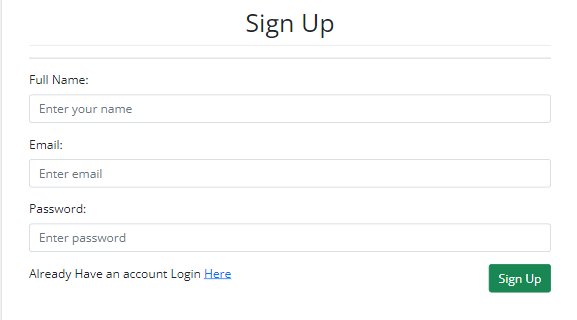 Sign Up
Full Name:
Enter your name
Email:
Enter email
Password:
Enter password
Already Have an account Login Here
Sign Up